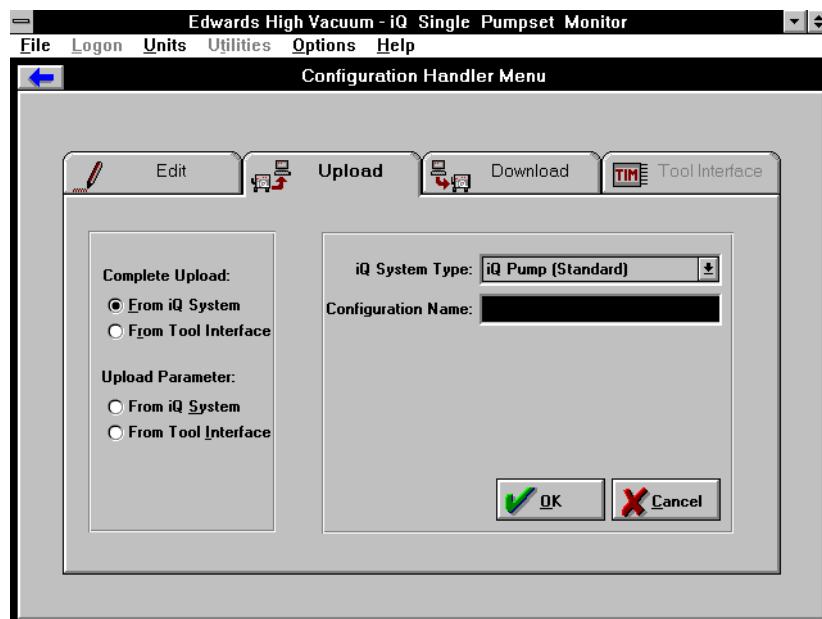 Edwards High Vacuum - iQ Single Pumpset Monitor
File Logon Units Utilities Options Help
Configuration Handler Menu
Edit Upload Download TIM Tool Interface
Complete Upload:
From iQ System
From Tool Interface
Upload Parameter:
From iQ System
From Tool Interface
iQ System Type: iQ Pump (Standard)
Configuration Name:
OK Cancel